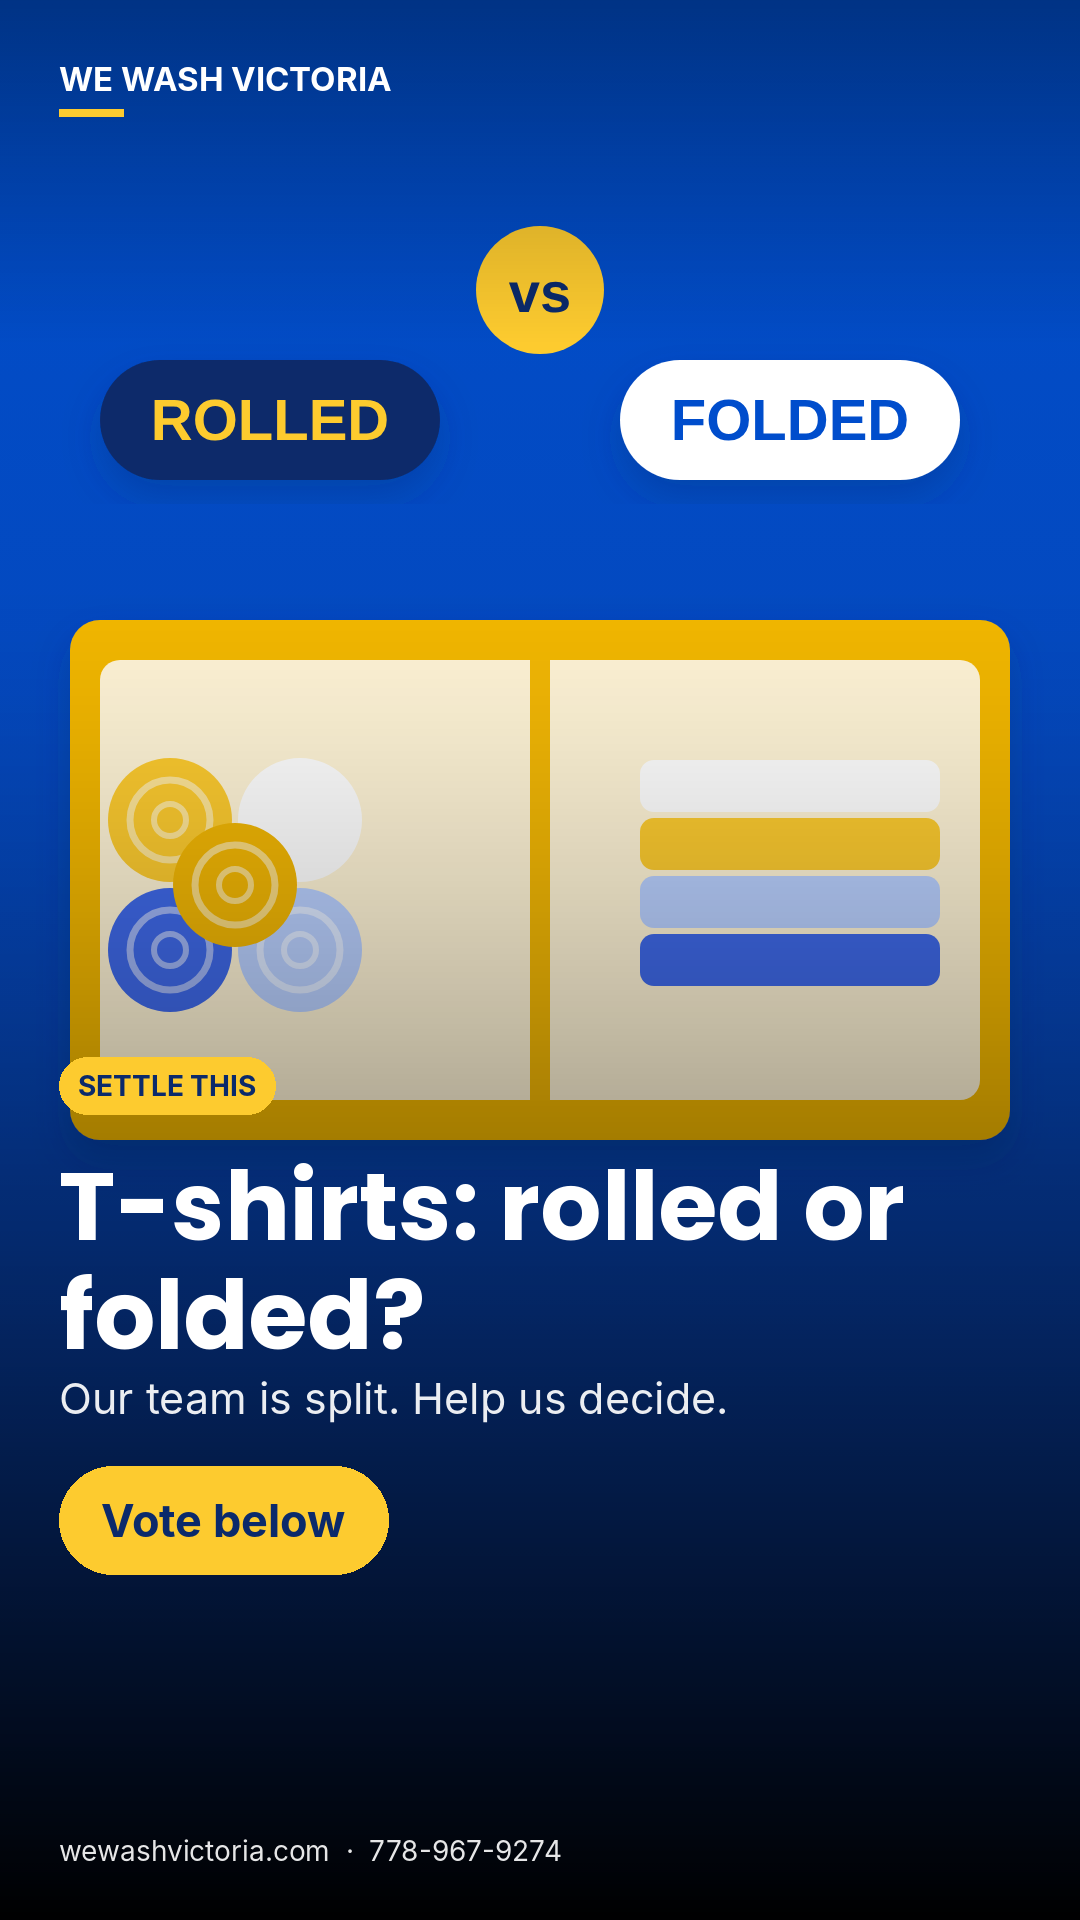 WE WASH VICTORIA
vs
ROLLED
FOLDED
SETTLE THIS
T-shirts: rolled or
folded?
Our team is split. Help us decide.
Vote below
wewashvictoria.com · 778-967-9274